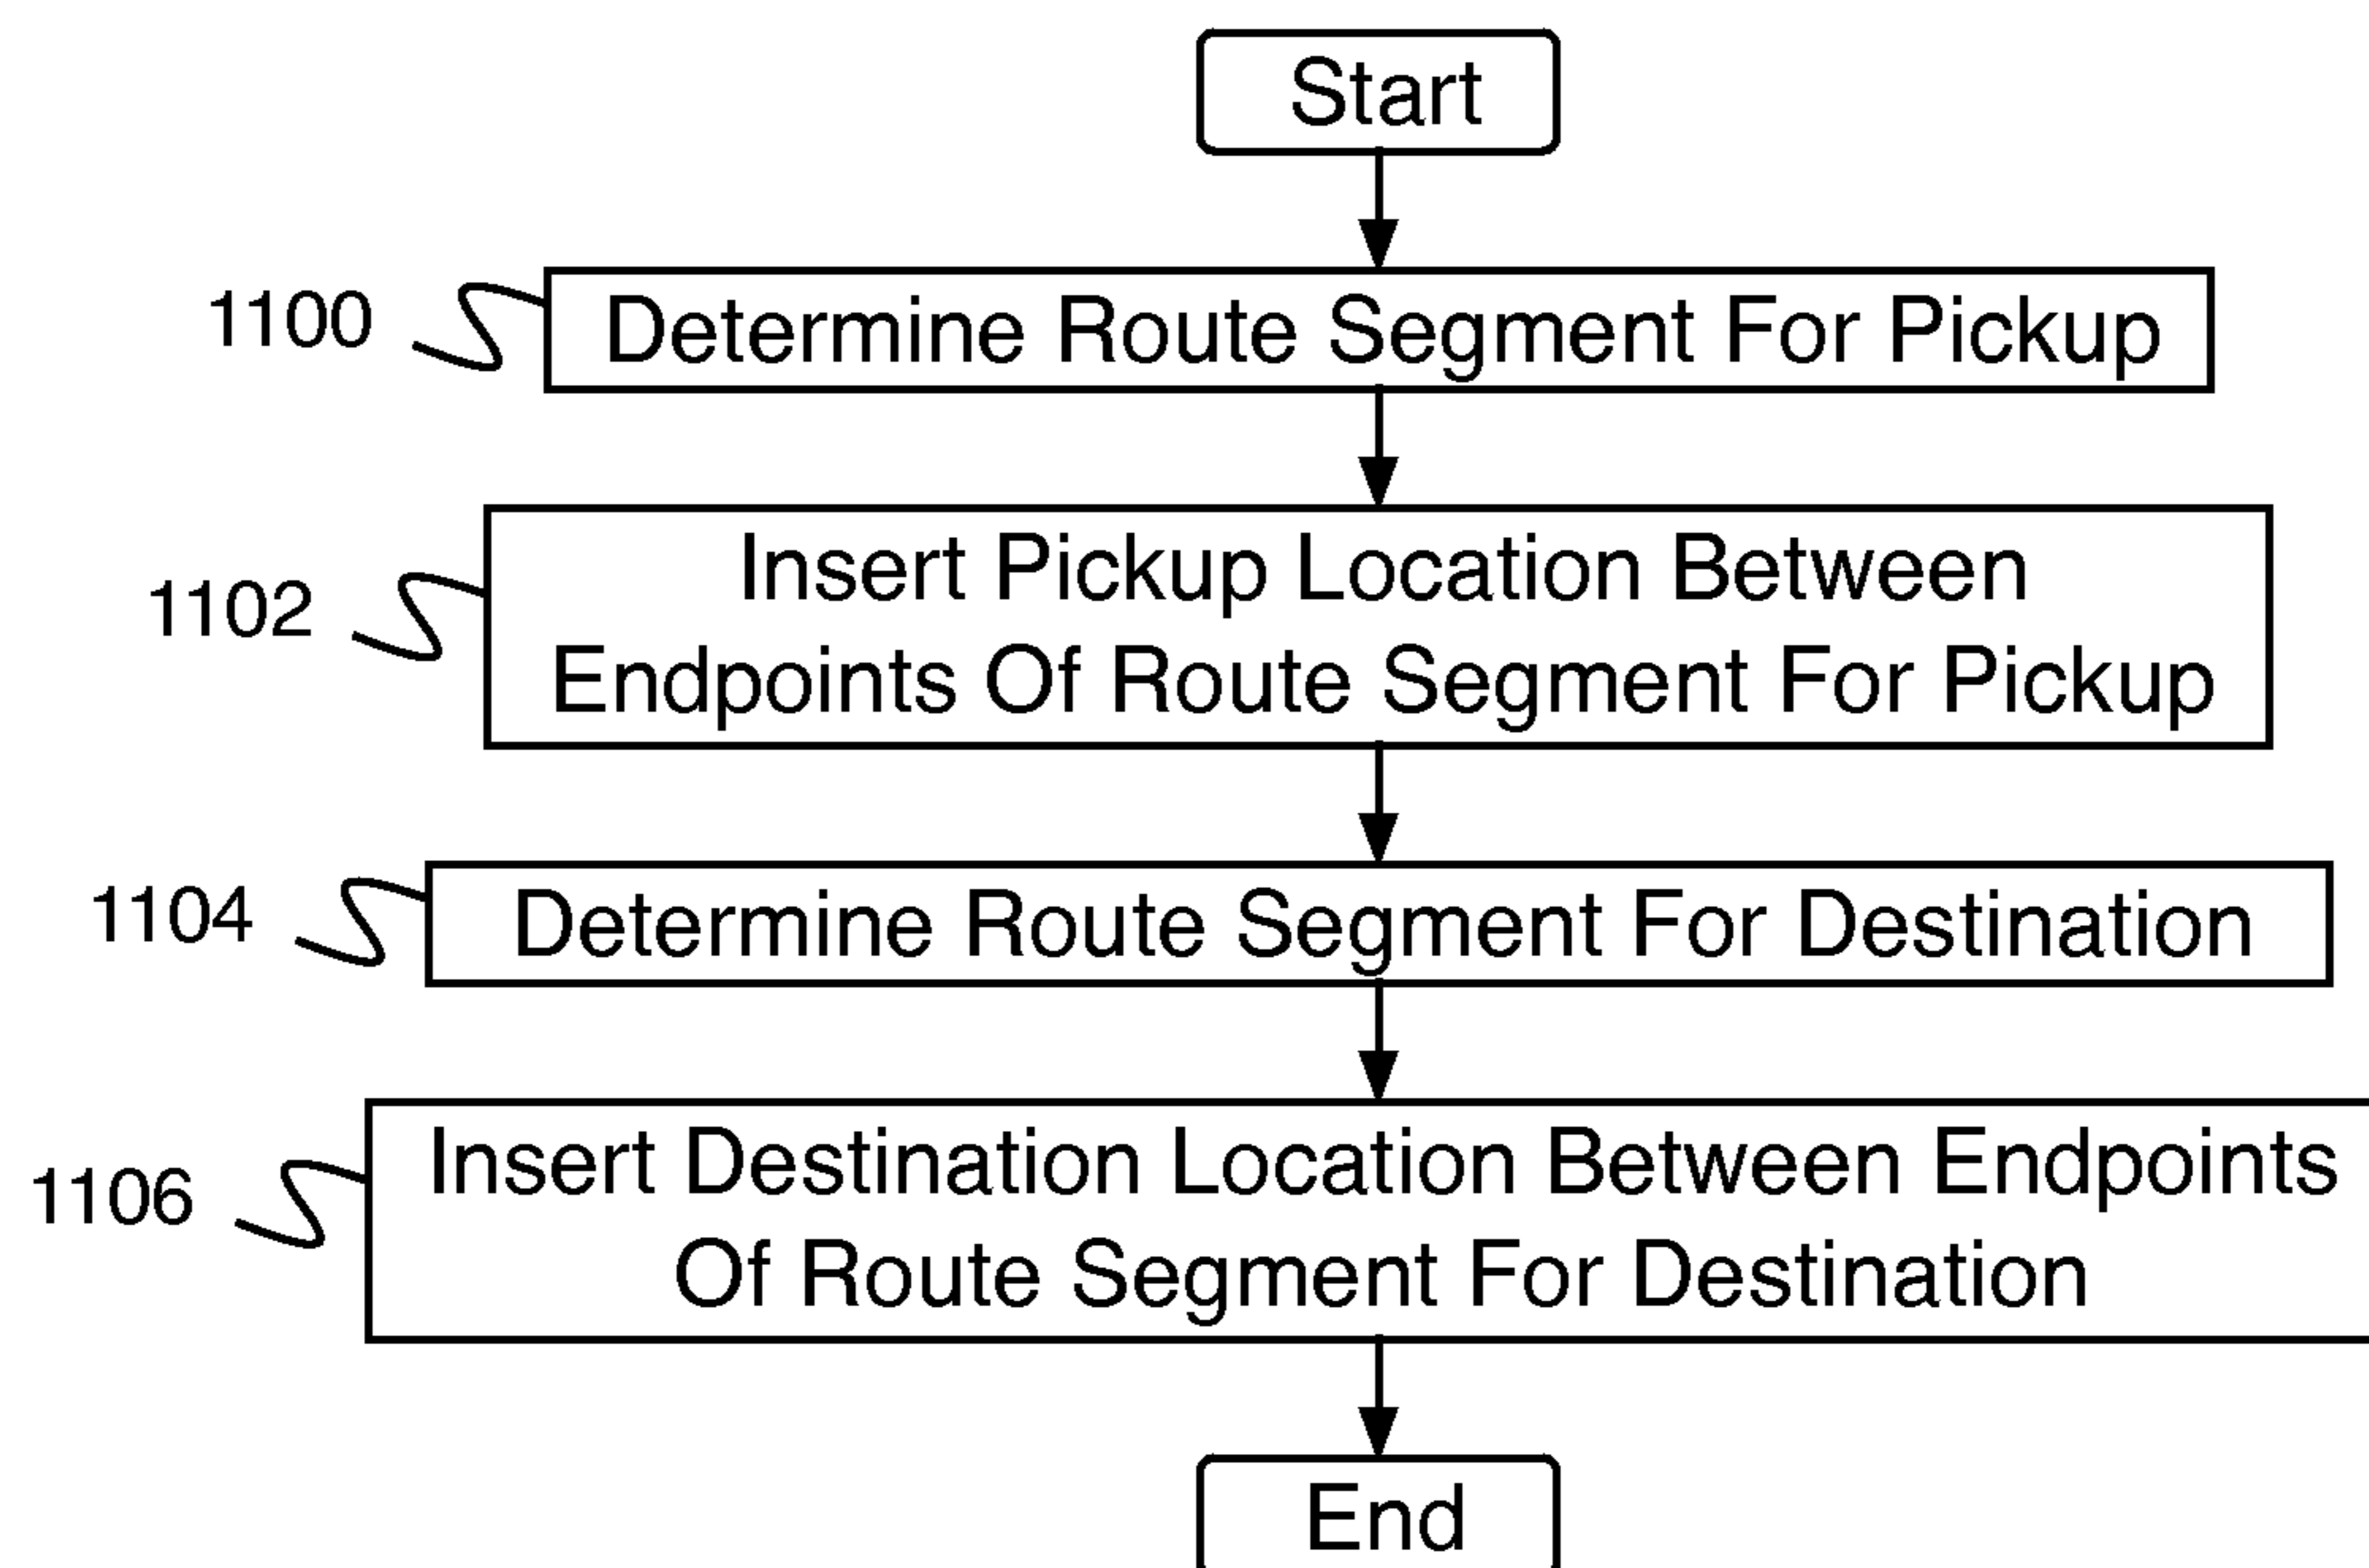 Start
1100
Determine Route Segment For Pickup
1102
Insert Pickup Location Between
Endpoints Of Route Segment For Pickup
1104
Determine Route Segment For Destination
1106
Insert Destination Location Between Endpoints
Of Route Segment For Destination
End